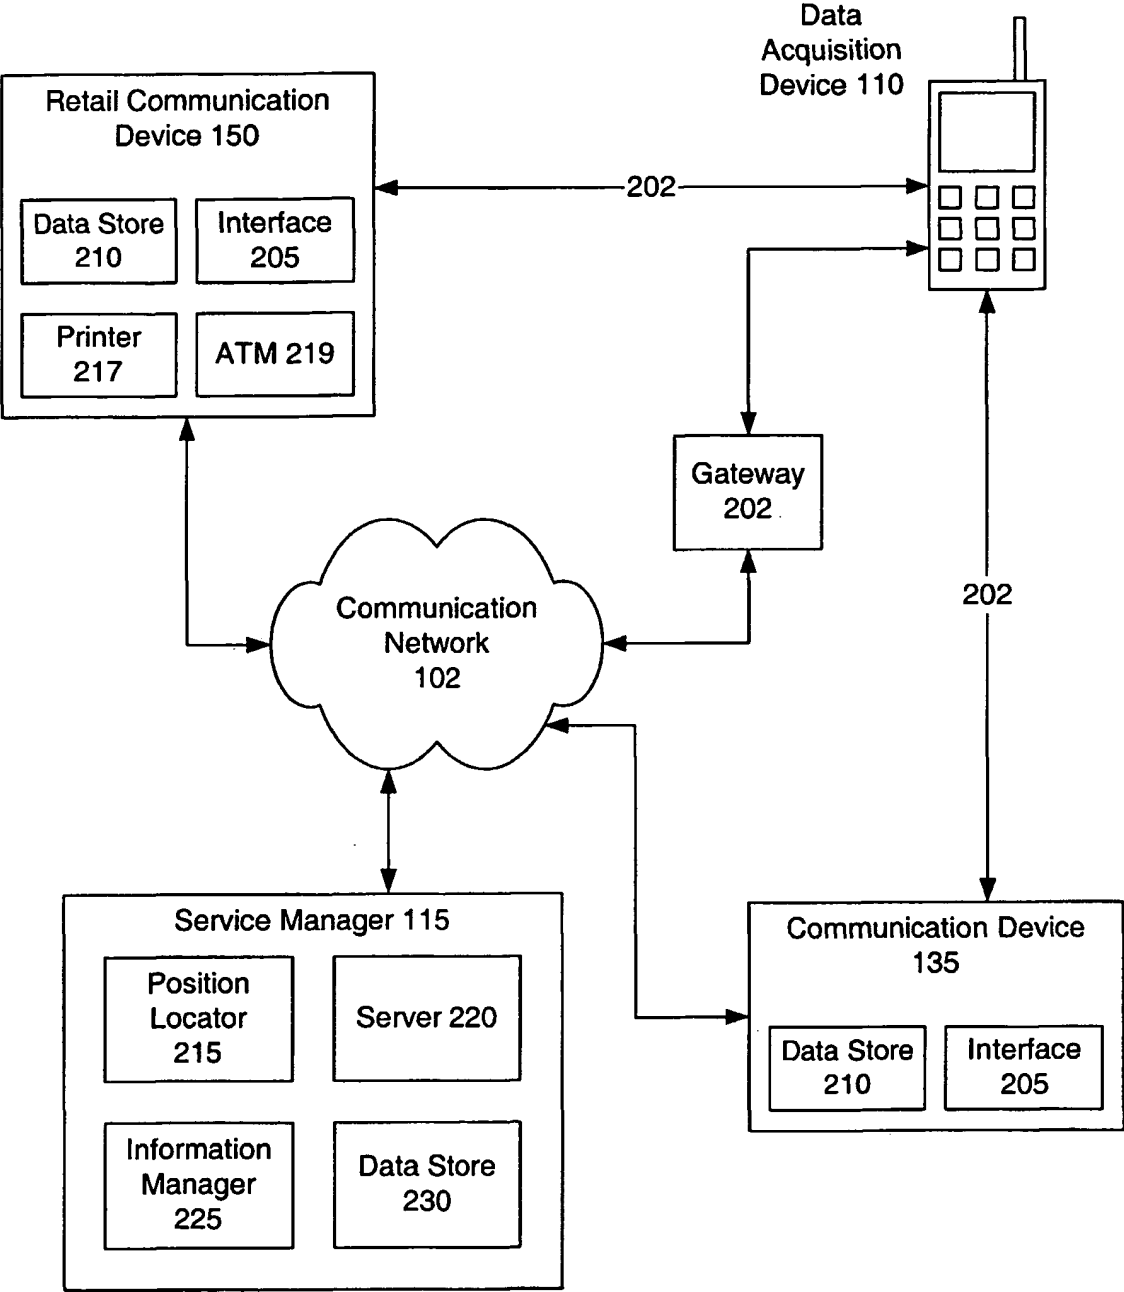 Data
Acquisition
Device 110
Retail Communication
Device 150
202
Data Store
210
Interface
205
Printer
217
ATM 219
Gateway
202
202
Communication
Network
102
Service Manager 115
Position
Locator
215
Server 220
Information
Manager
225
Data Store
230
Communication Device
135
Data Store
210
Interface
205